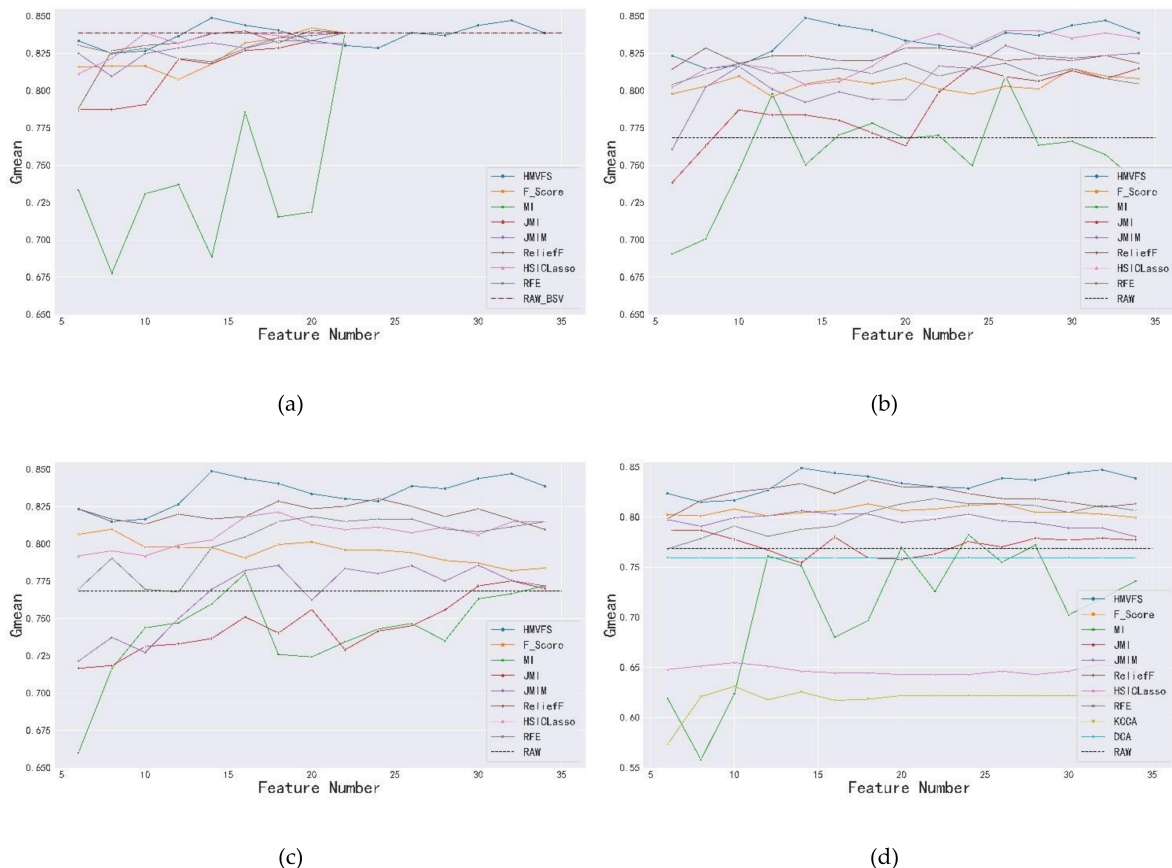 0.850
0.825
0.800
0.775
0.750
0.725
0.700
0.675
0.650
Gmean
5
10
15
20
25
30
35
Feature Number
HMVFS
F_Score
MI
JMI
JMIM
ReliefF
HSICLasso
RFE
RAW_BSV
(a)
0.850
0.825
0.800
0.775
0.750
0.725
0.700
0.675
0.650
Gmean
5
10
15
20
25
30
35
Feature Number
HMVFS
F_Score
MI
JMI
JMIM
ReliefF
HSICLasso
RFE
RAW
(b)
0.850
0.825
0.800
0.775
0.750
0.725
0.700
0.675
0.650
Gmean
5
10
15
20
25
30
35
Feature Number
HMVFS
F_Score
MI
JMI
JMIM
ReliefF
HSICLasso
RFE
RAW
(c)
0.85
0.80
0.75
0.70
0.65
0.60
0.55
Gmean
5
10
15
20
25
30
35
Feature Number
HMVFS
F_Score
MI
JMI
JMIM
ReliefF
HSICLasso
RFE
KCCA
DCA
RAW
(d)